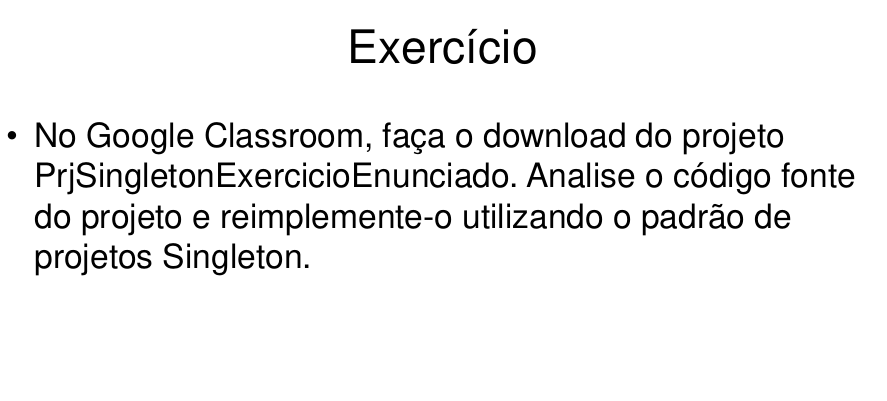 Exercício
• No Google Classroom, faça o download do projeto
PrjSingletonExercicioEnunciado. Analise o código fonte
do projeto e reimplemente-o utilizando o padrão de
projetos Singleton.